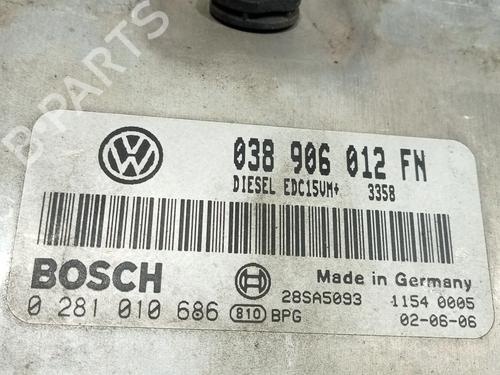 B-PARTS
VW
038 906 012 FN
DIESEL EDC15VM+ 3358
BOSCH
Made in Germany
0 281 010 686 810 BPG
28SA5093 1154 0005
02-06-06